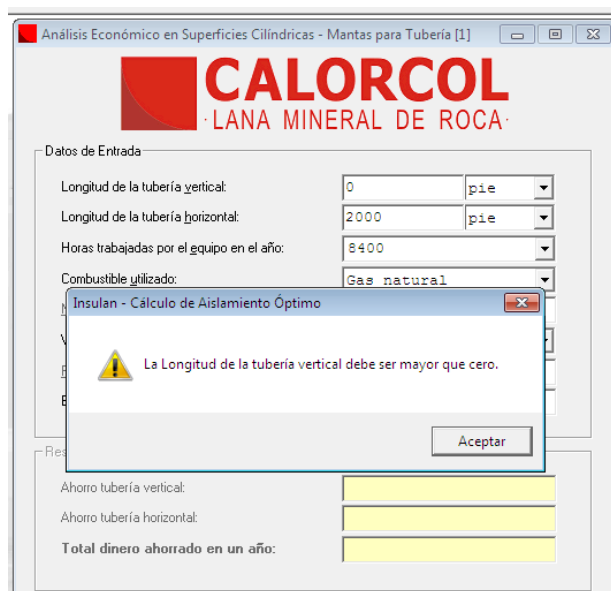 Análisis Económico en Superficies Cilíndricas - Mantas para Tubería [1]
CALORCOL
·LANA MINERAL DE ROCA·
Datos de Entrada
Longitud de la tubería vertical: 0 pie
Longitud de la tubería horizontal: 2000 pie
Horas trabajadas por el equipo en el año: 8400
Combustible utilizado: Gas natural
Insulan - Cálculo de Aislamiento Óptimo
La Longitud de la tubería vertical debe ser mayor que cero.
Aceptar
Ahorro tubería vertical:
Ahorro tubería horizontal:
Total dinero ahorrado en un año: